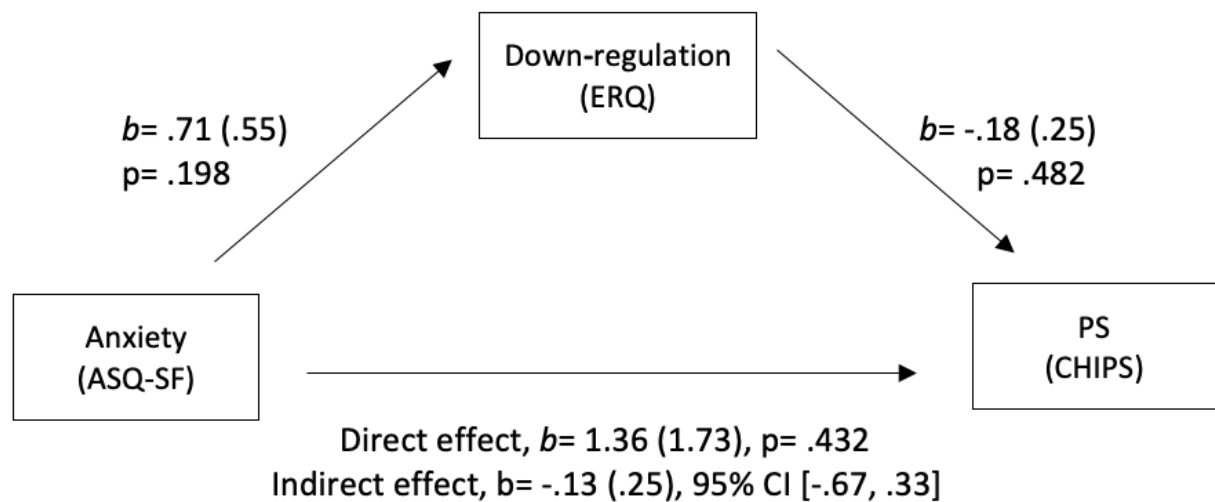 Down-regulation
(ERQ)
b= .71 (.55)
p= .198
b= -.18 (.25)
p= .482
Anxiety
(ASQ-SF)
PS
(CHIPS)
Direct effect, b= 1.36 (1.73), p= .432
Indirect effect, b= -.13 (.25), 95% CI [-.67, .33]